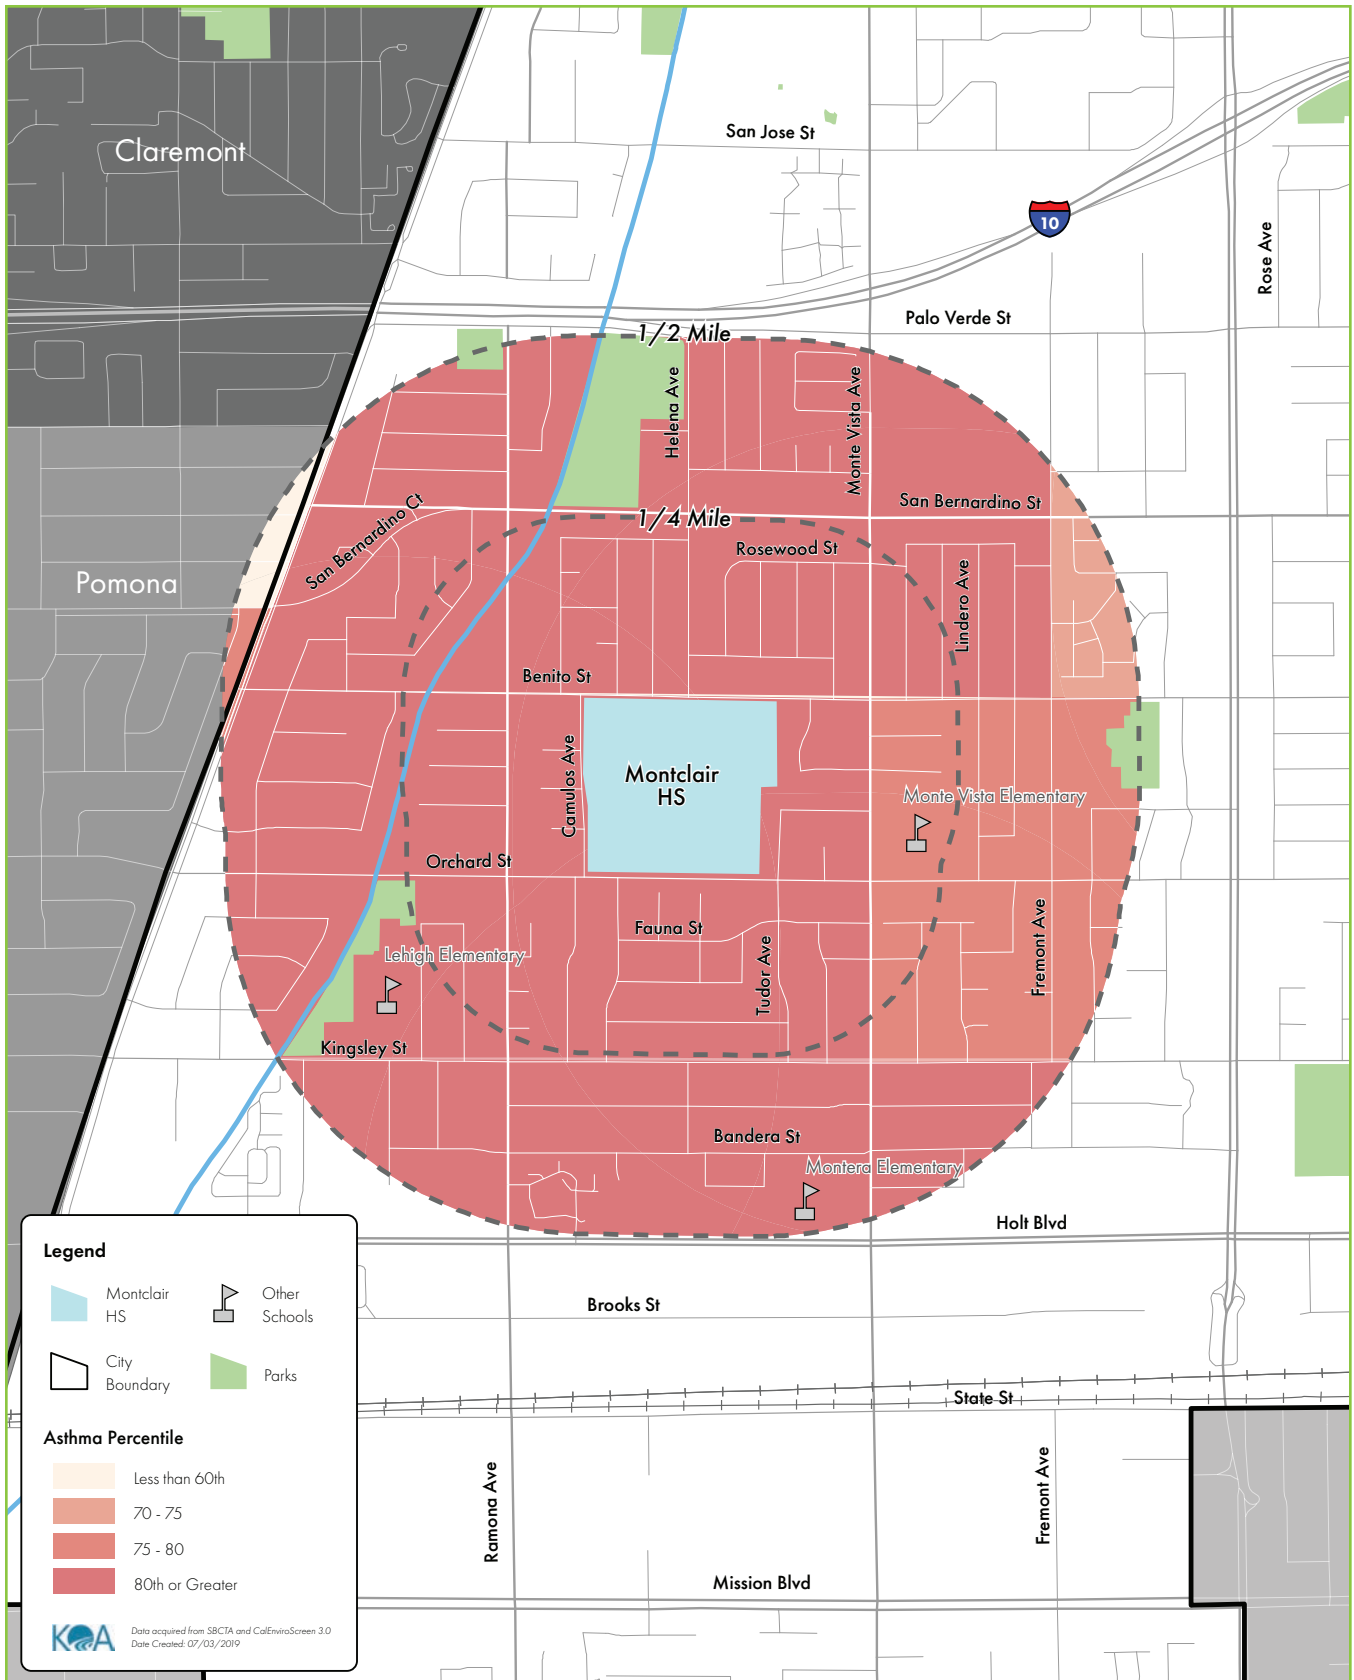 San Jose St
Claremont
10
Rose Ave
Palo Verde St
1/2 Mile
Helena Ave
Monte Vista Ave
San Bernardino Ct
San Bernardino St
1/4 Mile
Rosewood St
Lindero Ave
Pomona
Benito St
Camulos Ave
Montclair
HS
Monte Vista Elementary
Orchard St
Fauna St
Fremont Ave
Lehigh Elementary
Tudor Ave
Kingsley St
Bandera St
Montera Elementary
Holt Blvd
Brooks St
State St
Ramona Ave
Fremont Ave
Mission Blvd
Legend
Montclair
HS
Other
Schools
City
Boundary
Parks
Asthma Percentile
Less than 60th
70 - 75
75 - 80
80th or Greater
KOA
Data acquired from SBCTA and CalEnviroScreen 3.0
Date Created: 07/03/2019